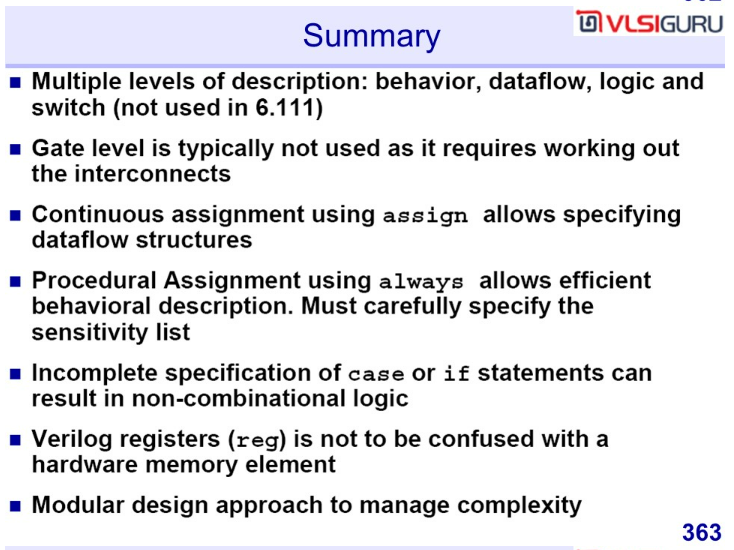 VLSIGURU
Summary
Multiple levels of description: behavior, dataflow, logic and
switch (not used in 6.111)
Gate level is typically not used as it requires working out
the interconnects
Continuous assignment using assign allows specifying
dataflow structures
Procedural Assignment using always allows efficient
behavioral description. Must carefully specify the
sensitivity list
Incomplete specification of case or if statements can
result in non-combinational logic
Verilog registers (reg) is not to be confused with a
hardware memory element
Modular design approach to manage complexity
363